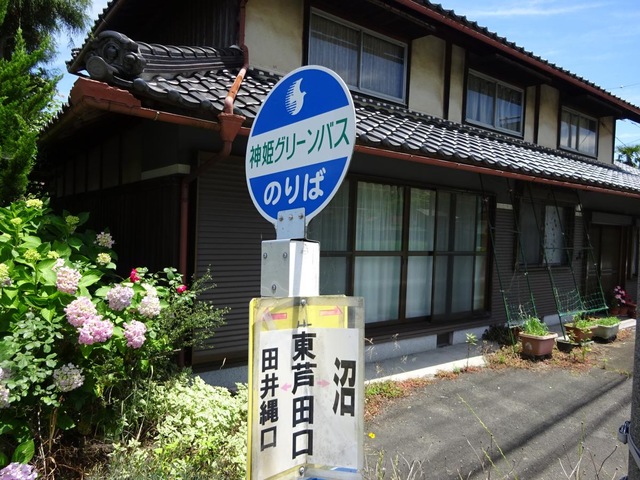 神姫グリーンバス
のりば
沼
東芦田口
田井縄口